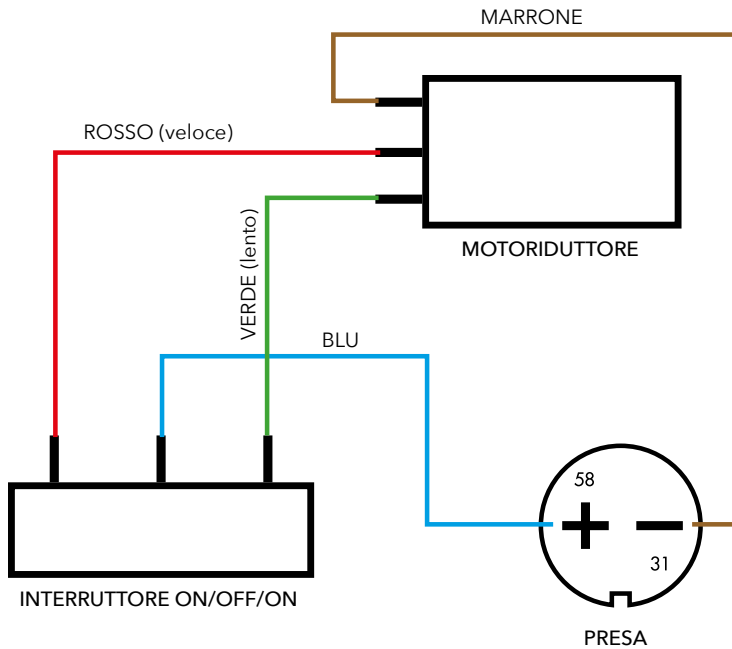 MARRONE
ROSSO (veloce)
MOTORIDUTTORE
VERDE (lento)
BLU
58
31
INTERRUTTORE ON/OFF/ON
PRESA